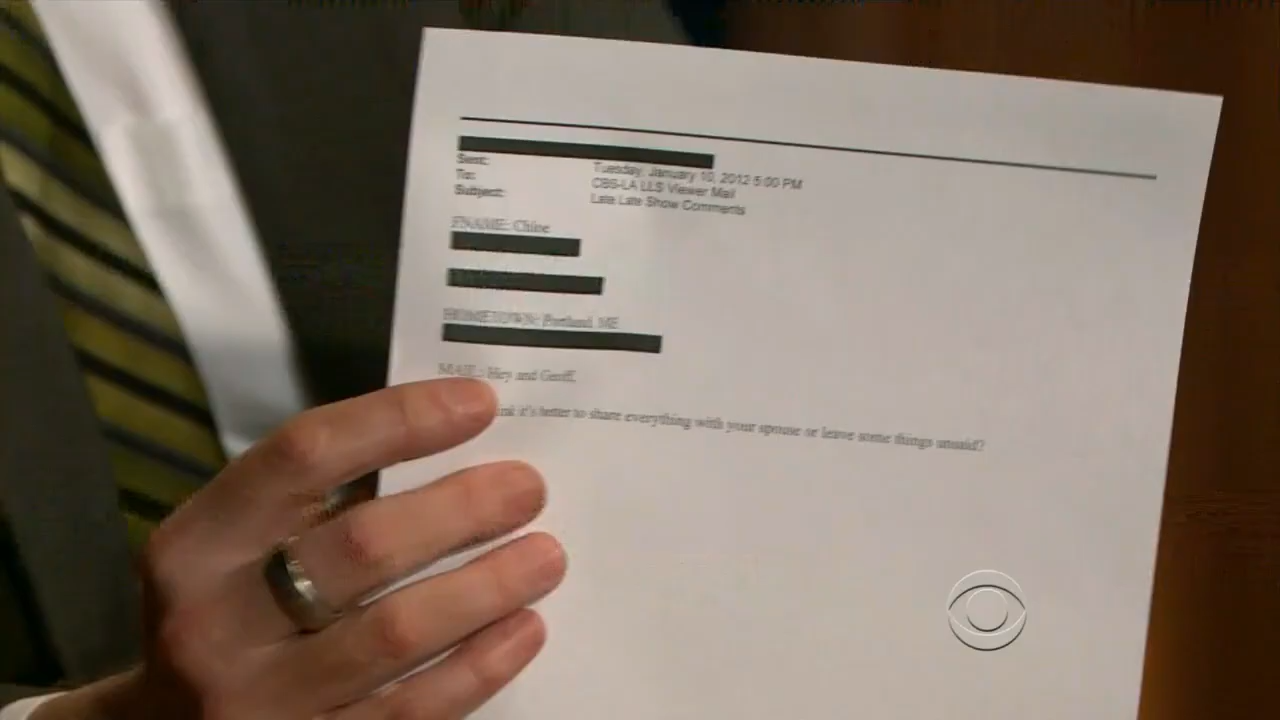 Sent: Tuesday, January 10, 2012 5:00 PM
To: CBS-LA LLS Viewer Mail
Subject: Late Late Show Comments
FNAME: Chloe
HOMETOWN: Portland, ME
MAIL: Hey and Geoff,
it's better to share everything with your spouse or leave some things unsaid?